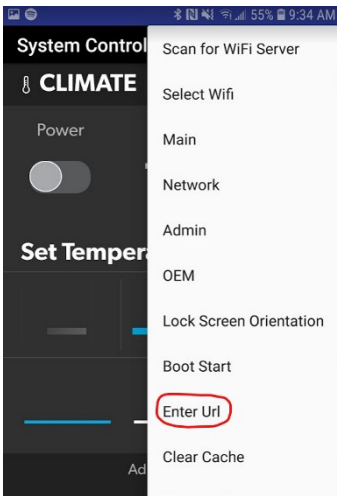 55% 9:34 AM
System Control
CLIMATE
Power
Set Tempera
Ad
Scan for WiFi Server
Select Wifi
Main
Network
Admin
OEM
Lock Screen Orientation
Boot Start
Enter Url
Clear Cache